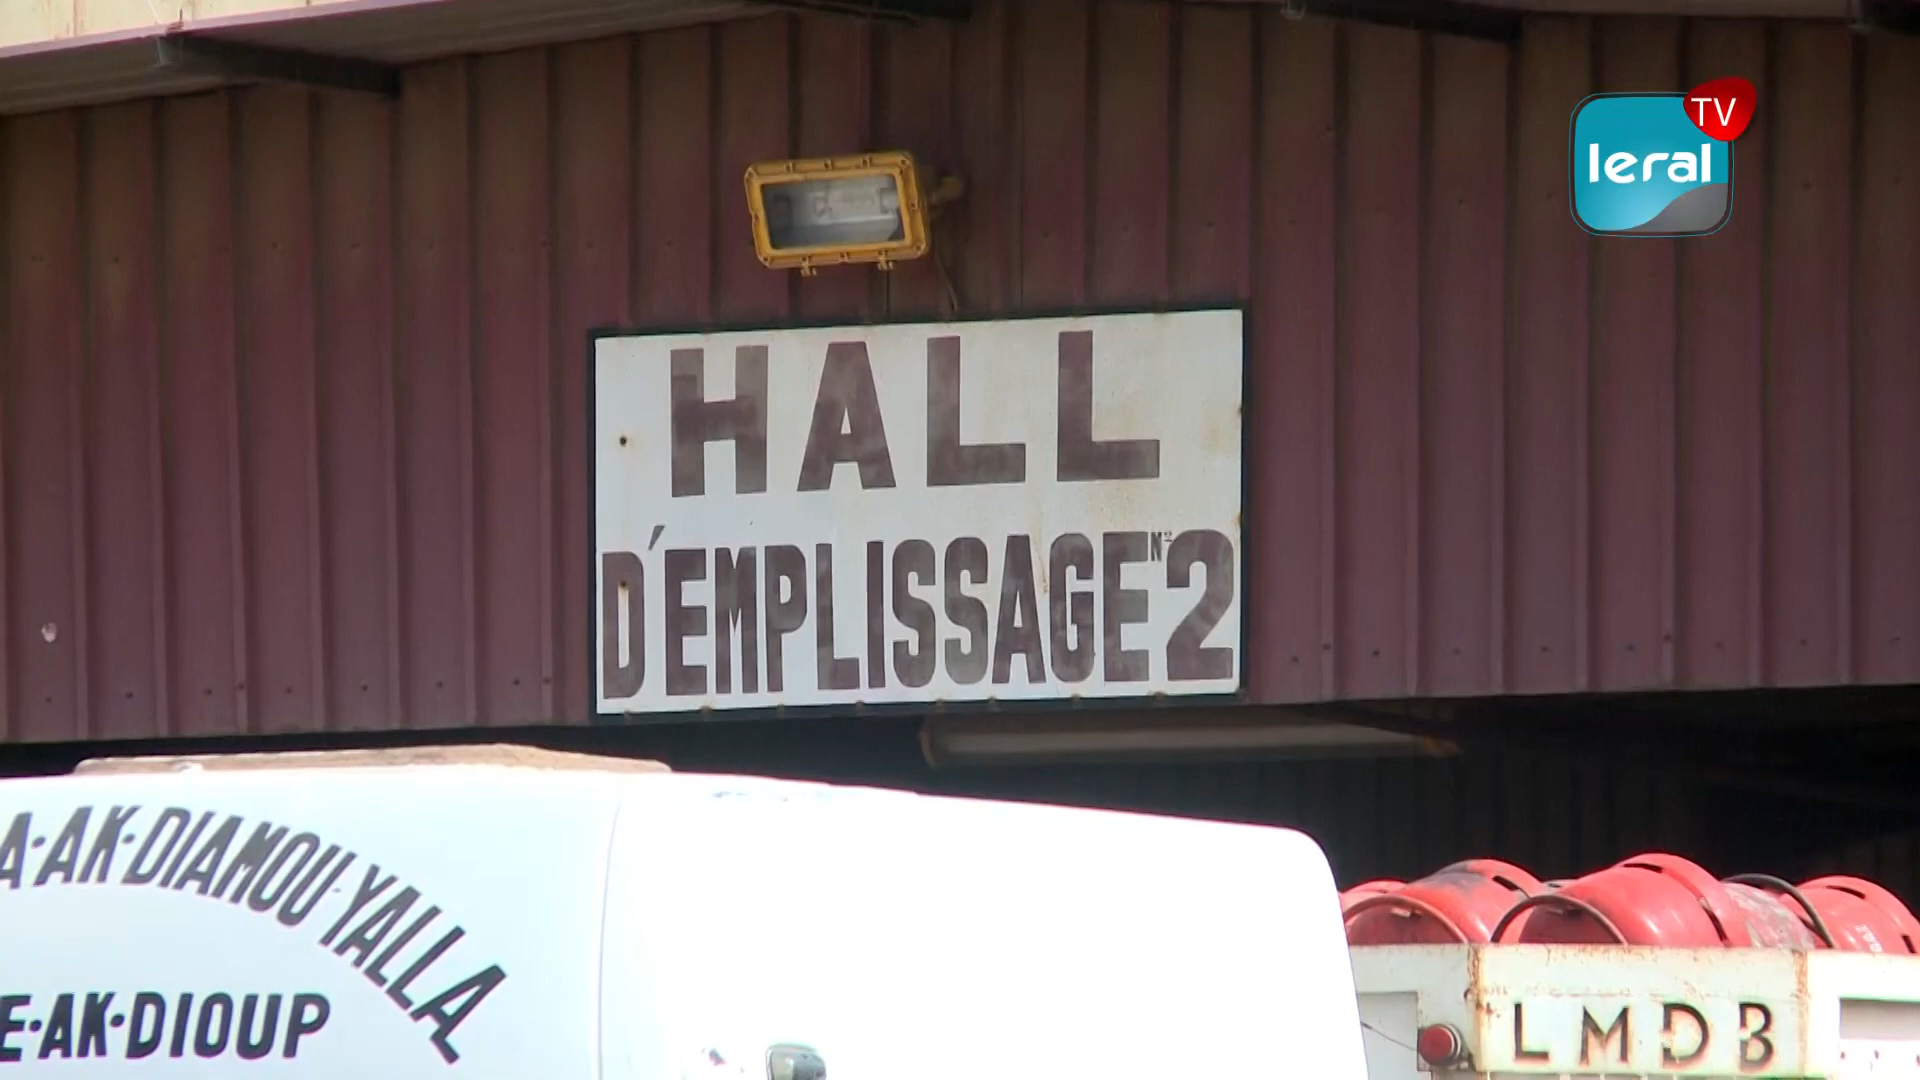 TV
leral
HALL
D'EMPLISSAGE N° 2
A·AK·DIAMOU·YALLA
E·AK·DIOUP
LMDB